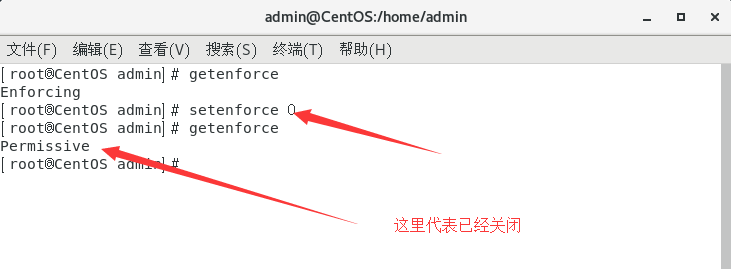 admin@CentOS:/home/admin
文件(F) 编辑(E) 查看(V) 搜索(S) 终端(T) 帮助(H)
[root@CentOS admin]# getenforce
Enforcing
[root@CentOS admin]# setenforce 0
[root@CentOS admin]# getenforce
Permissive
[root@CentOS admin]#
这里代表已经关闭